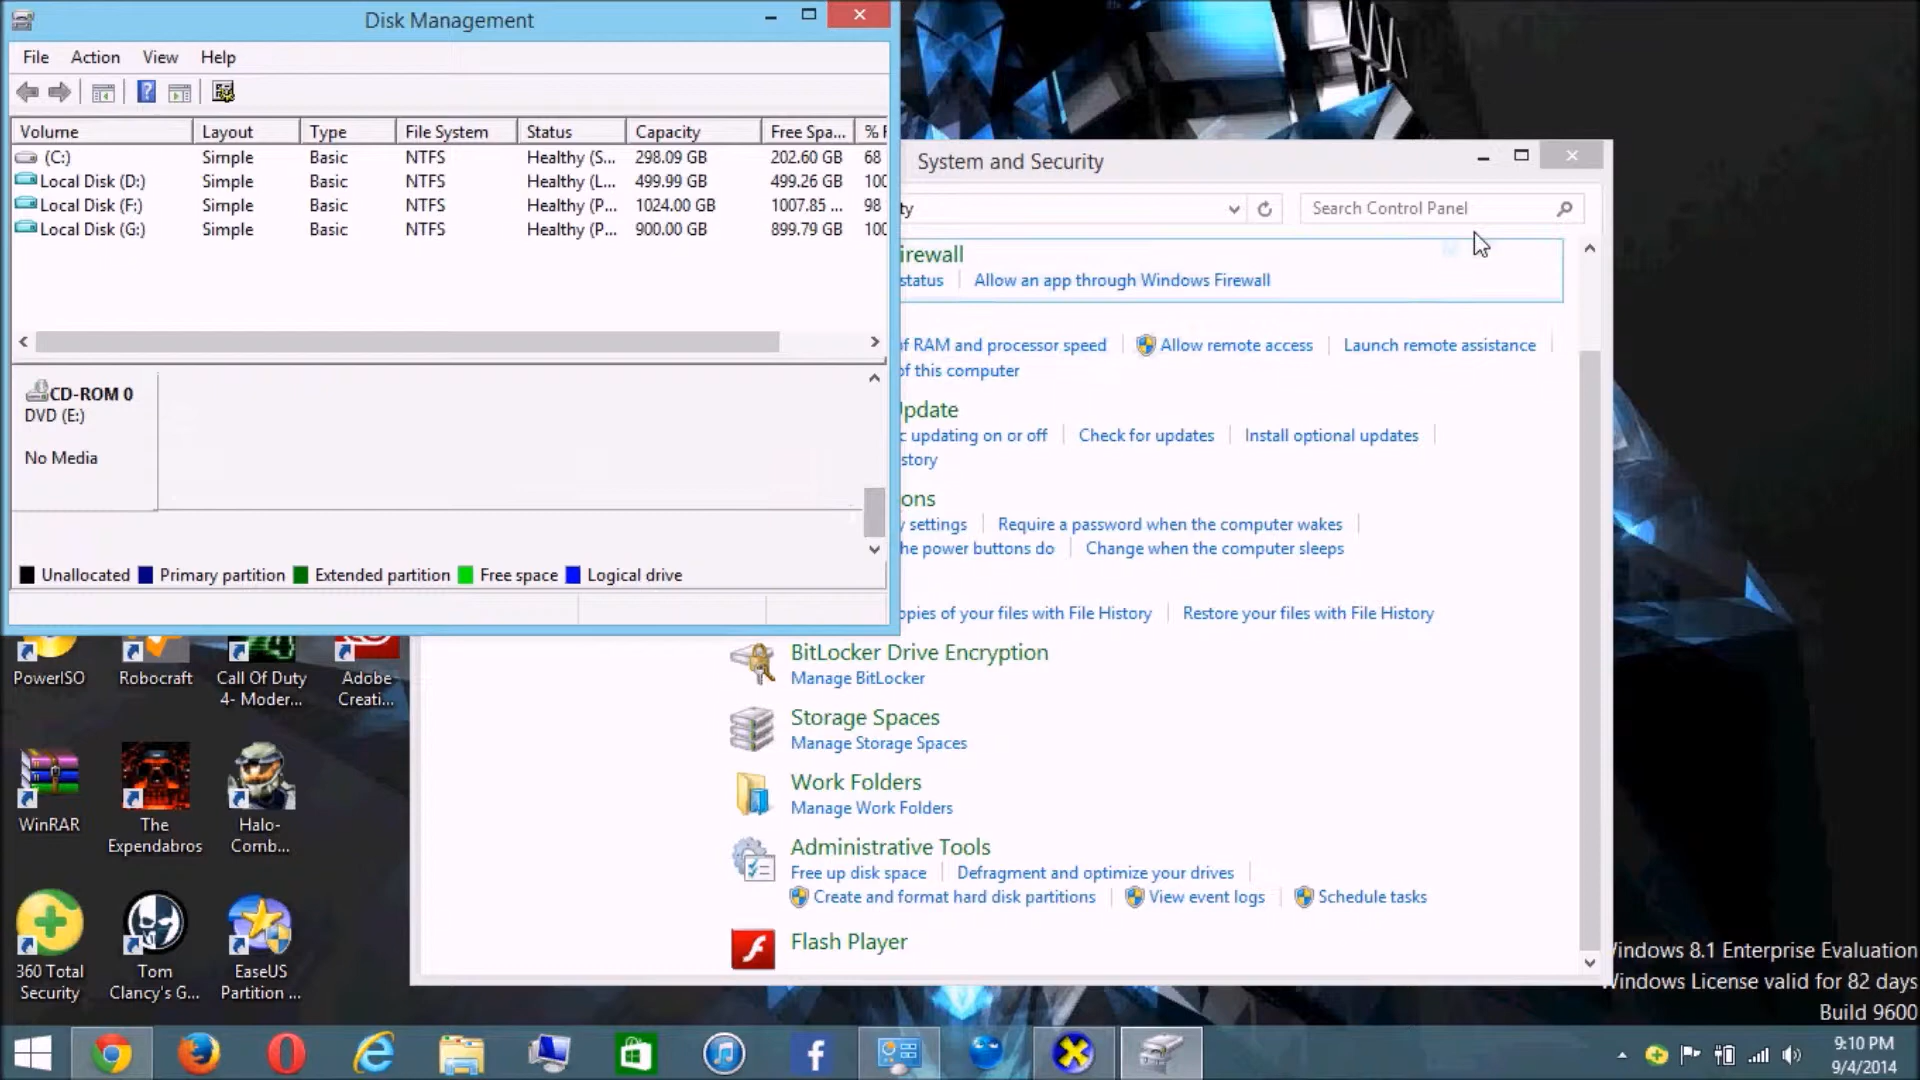 Disk Management
File Action View Help
Volume Layout Type File System Status Capacity Free Spa... % F
(C:) Simple Basic NTFS Healthy (S... 298.09 GB 202.60 GB 68
Local Disk (D:) Simple Basic NTFS Healthy (L... 499.99 GB 499.26 GB 100
Local Disk (F:) Simple Basic NTFS Healthy (P... 1024.00 GB 1007.85 ... 98
Local Disk (G:) Simple Basic NTFS Healthy (P... 900.00 GB 899.79 GB 100
CD-ROM 0
DVD (E:)
No Media
Unallocated Primary partition Extended partition Free space Logical drive
System and Security
ty
Search Control Panel
irewall
status Allow an app through Windows Firewall
of RAM and processor speed Allow remote access Launch remote assistance
of this computer
Update
c updating on or off Check for updates Install optional updates
story
ons
y settings Require a password when the computer wakes
he power buttons do Change when the computer sleeps
opies of your files with File History Restore your files with File History
BitLocker Drive Encryption
Manage BitLocker
Storage Spaces
Manage Storage Spaces
Work Folders
Manage Work Folders
Administrative Tools
Free up disk space Defragment and optimize your drives
Create and format hard disk partitions View event logs Schedule tasks
Flash Player
PowerISO
Robocraft
Call Of Duty
4- Moder...
Adobe
Creati...
WinRAR
The
Expendabros
Halo-
Comb...
360 Total
Security
Tom
Clancy's G...
EaseUS
Partition ...
Windows 8.1 Enterprise Evaluation
Windows License valid for 82 days
Build 9600
9:10 PM
9/4/2014